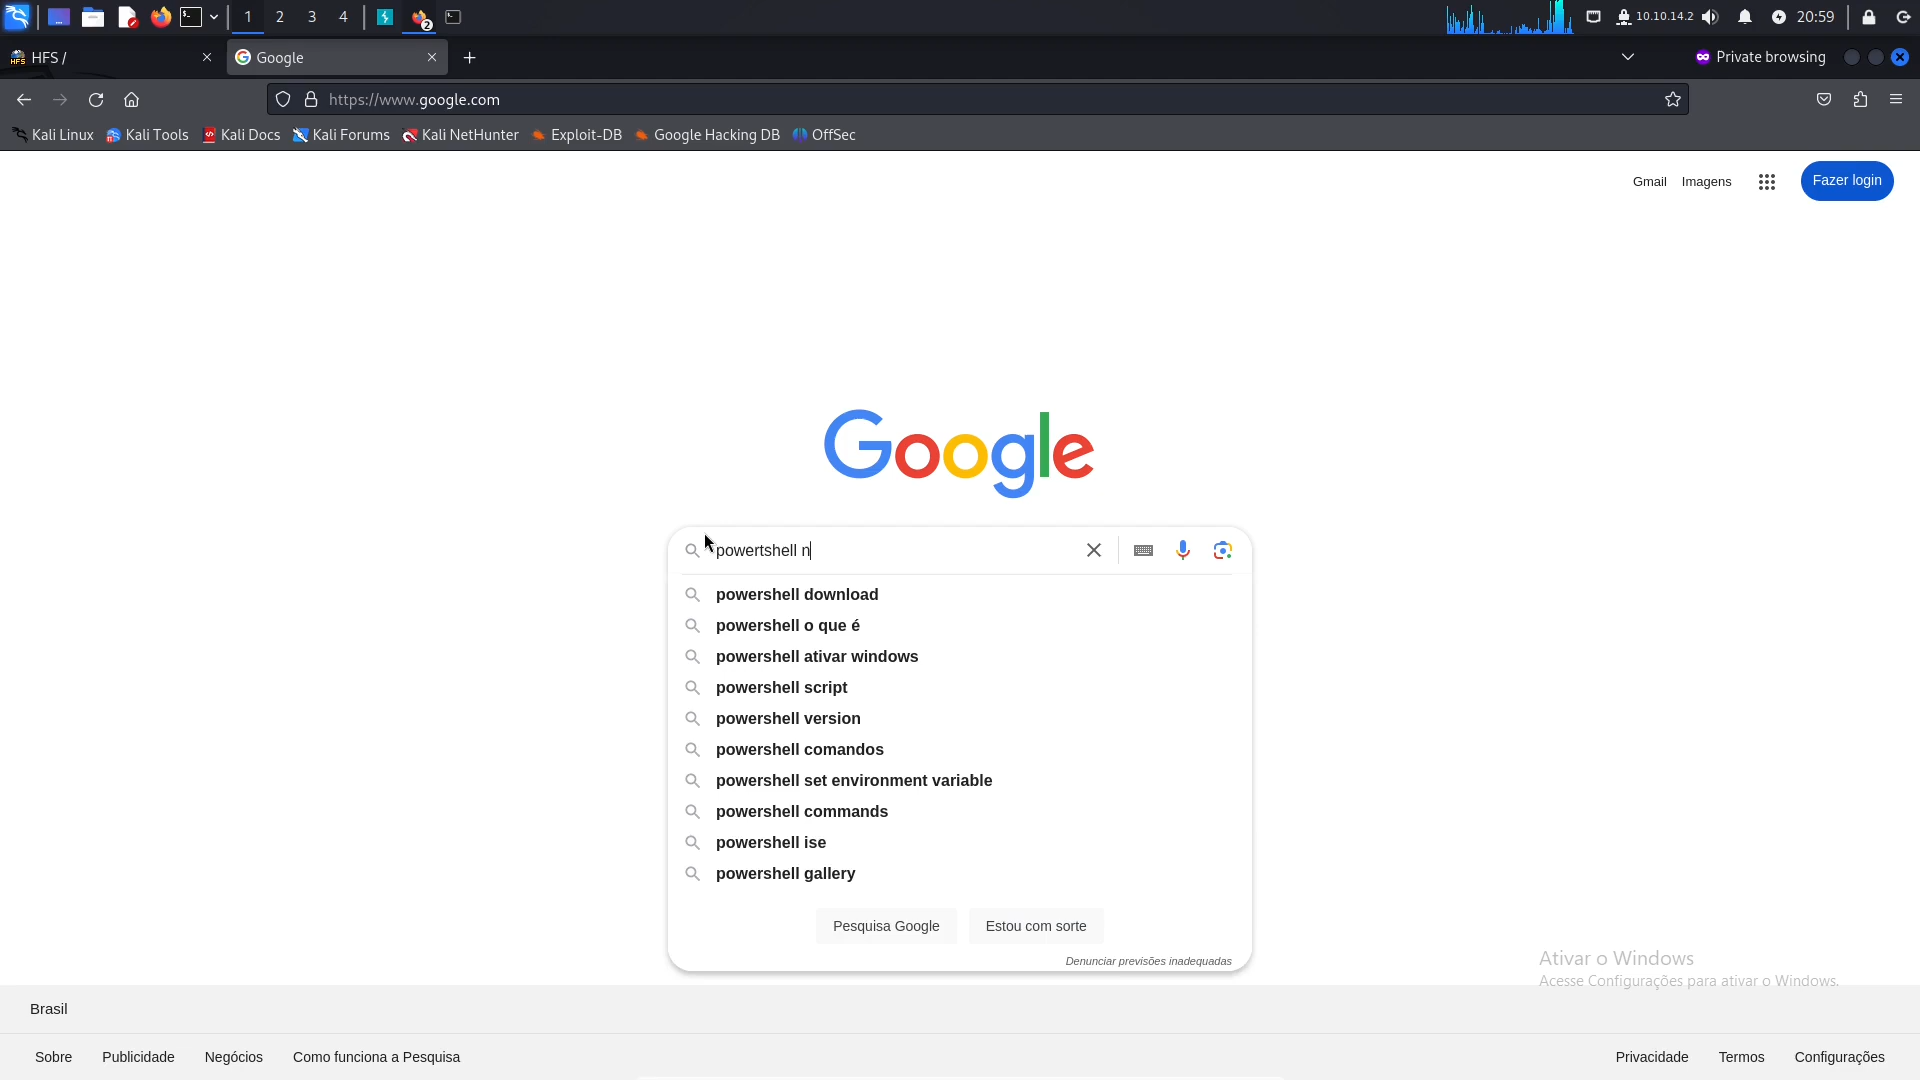 1 2 3 4 2 10.10.14.2 20:59
HFS / Google Private browsing
https://www.google.com
Kali Linux Kali Tools Kali Docs Kali Forums Kali NetHunter Exploit-DB Google Hacking DB OffSec
Gmail Imagens Fazer login
Google
powertshell n
powershell download
powershell o que é
powershell ativar windows
powershell script
powershell version
powershell comandos
powershell set environment variable
powershell commands
powershell ise
powershell gallery
Pesquisa Google Estou com sorte
Denunciar previsões inadequadas
Ativar o Windows
Acesse Configurações para ativar o Windows.
Brasil
Sobre Publicidade Negócios Como funciona a Pesquisa Privacidade Termos Configurações